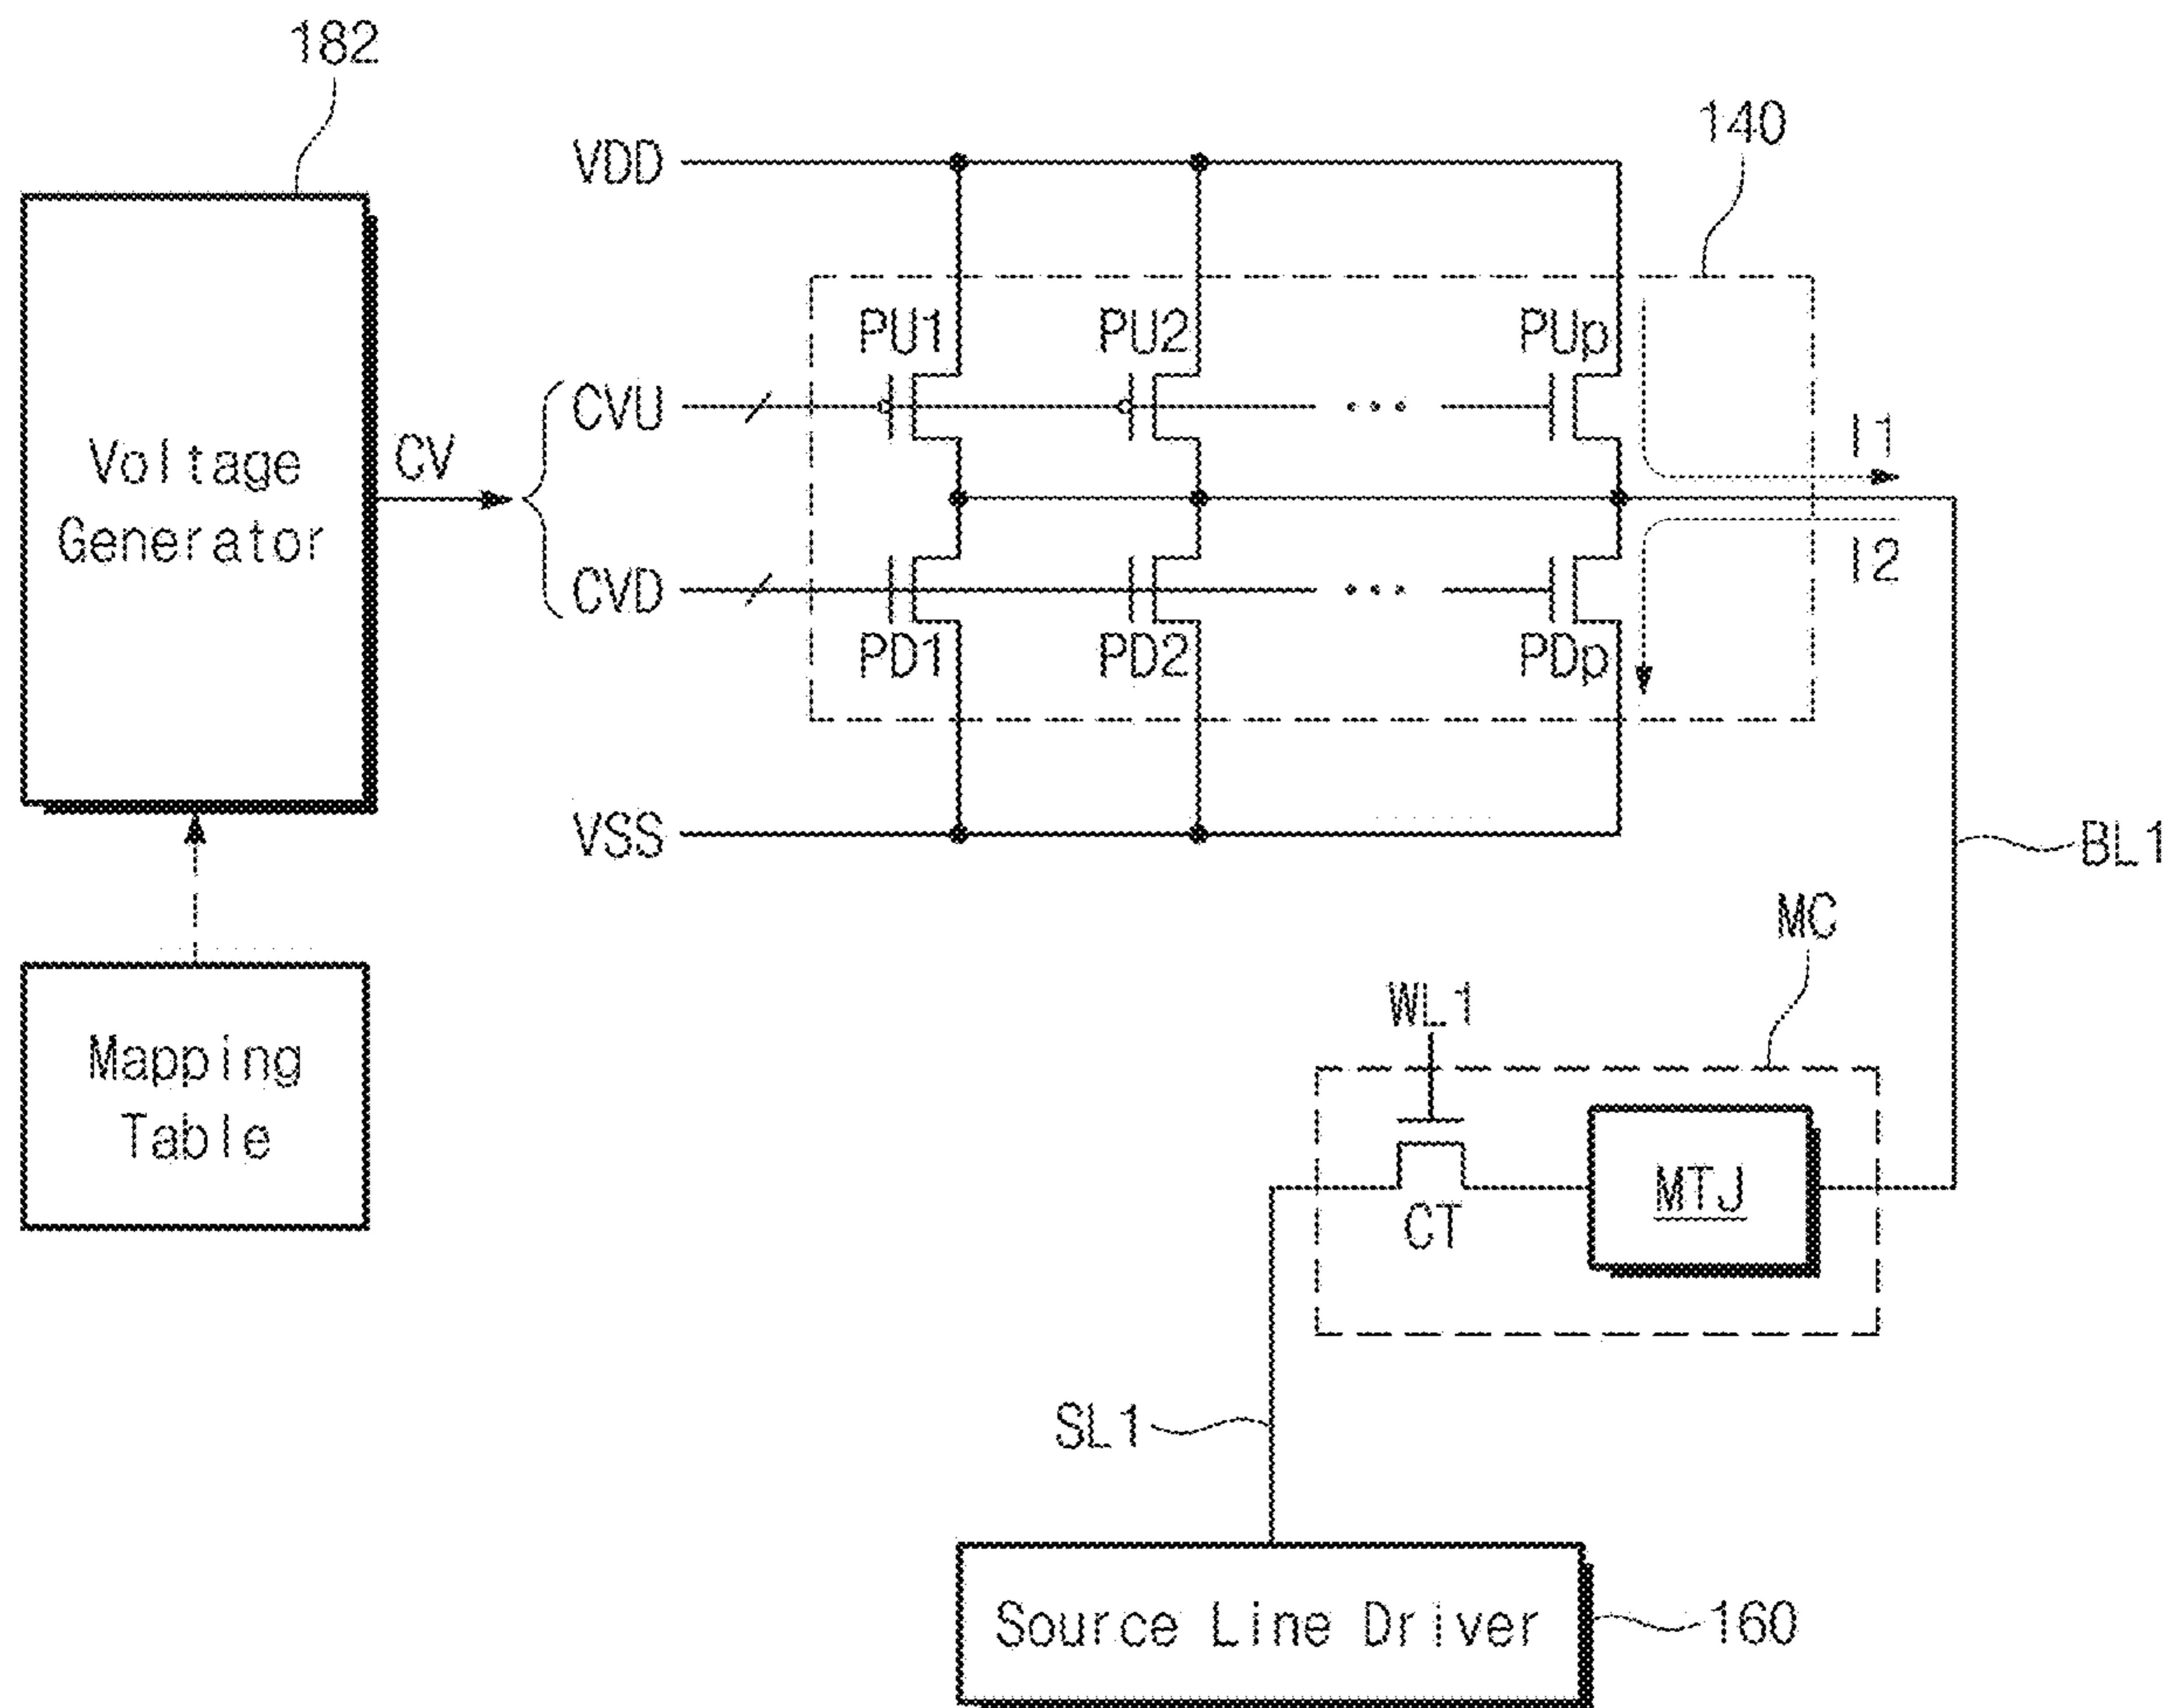 182
140
VDD
PU1
PU2
PUp
CVU
Voltage
Generator
CV
I1
I2
CVD
PD1
PD2
PDp
VSS
BL1
MC
Mapping
Table
WL1
CT
MTJ
SL1
Source Line Driver
160